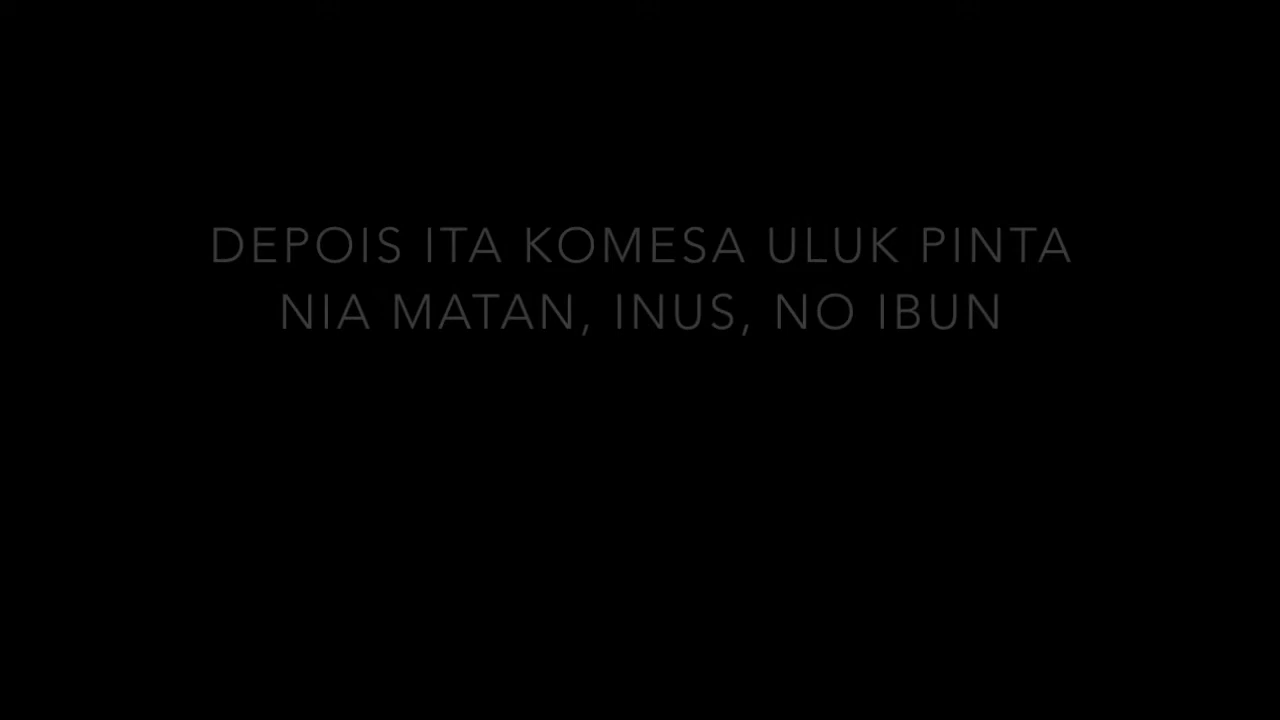 DEPOIS ITA KOMESA ULUK PINTA
NIA MATAN, INUS, NO IBUN